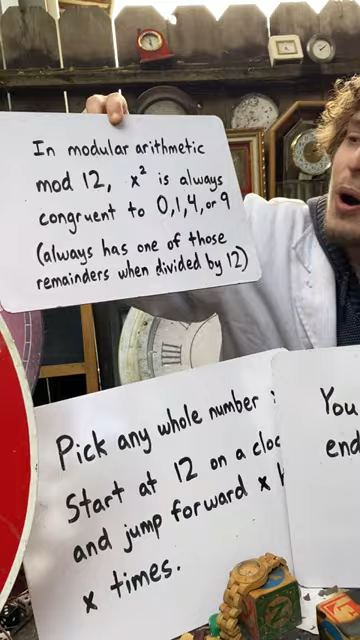 In modular arithmetic
mod 12, x² is always
congruent to 0,1,4, or 9
(always has one of those
remainders when divided by 12)
Pick any whole number
Start at 12 on a cloc
and jump forward x h
x times.
You
end
III